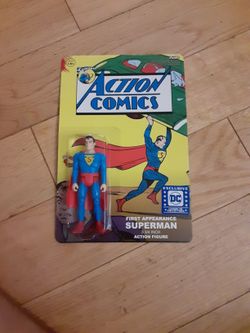 ACTION
COMICS
FIRST APPEARANCE
SUPERMAN
ACTION FIGURE
EXCLUSIVE
DC